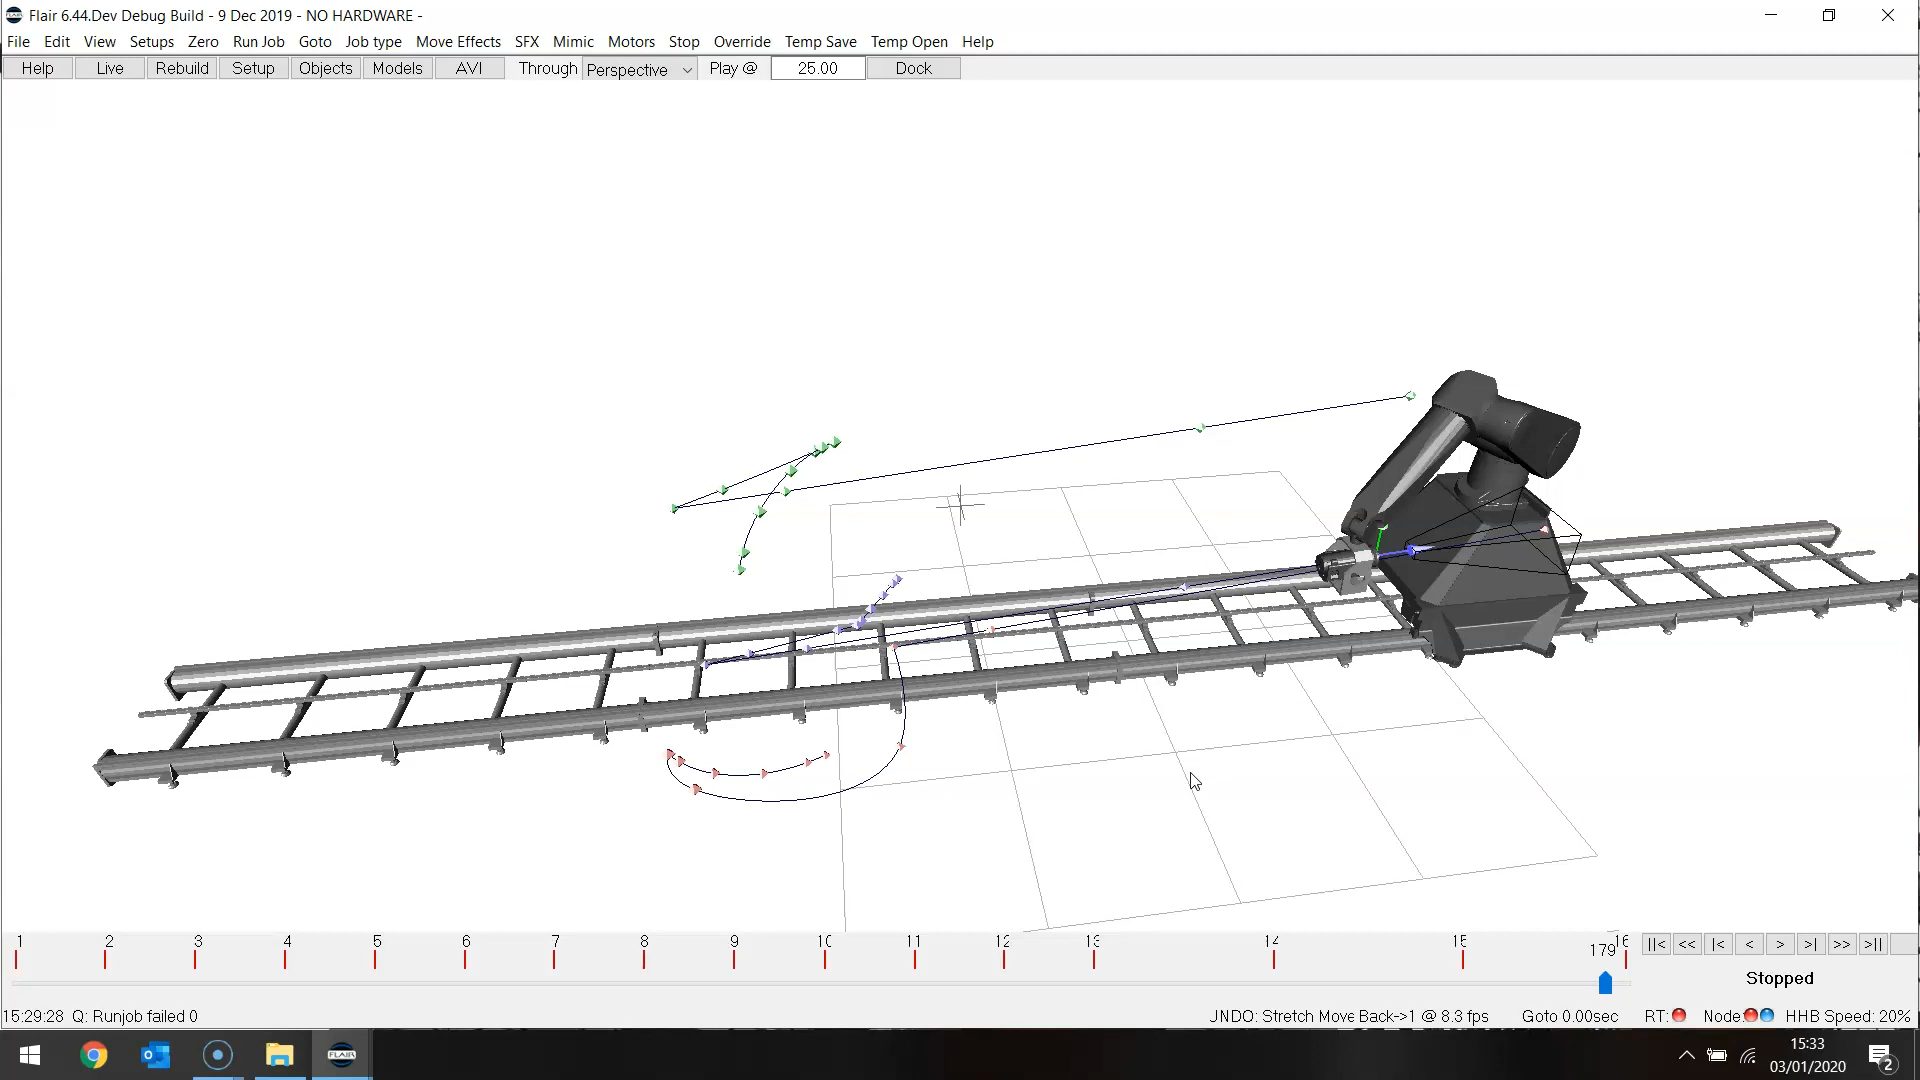 Flair 6.44.Dev Debug Build - 9 Dec 2019 - NO HARDWARE -
File Edit View Setups Zero Run Job Goto Job type Move Effects SFX Mimic Motors Stop Override Temp Save Temp Open Help
Help Live Rebuild Setup Objects Models AVI Through Perspective Play @ 25.00 Dock
1 2 3 4 5 6 7 8 9 10 11 12 13 14 15 16
179
||< << |< < > >| >> >||
Stopped
15:29:28 Q: Runjob failed 0 JNDO: Stretch Move Back->1 @ 8.3 fps Goto 0.00sec RT: Node: HHB Speed: 20%
FLAIR
15:33
03/01/2020
2